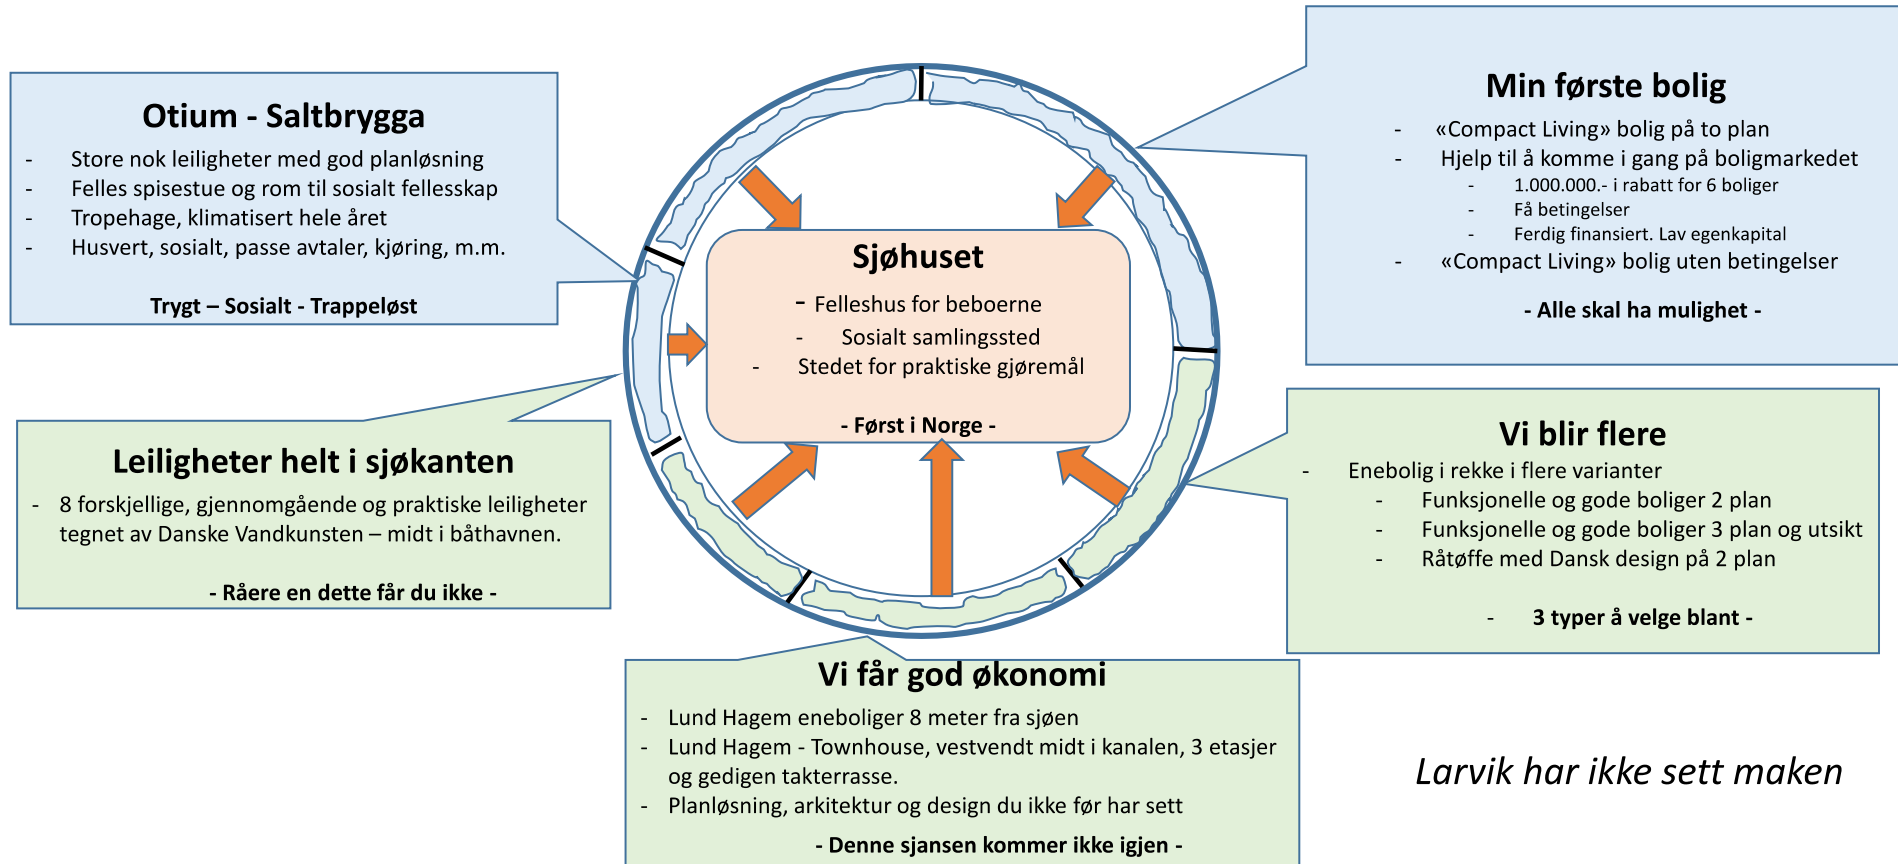 Otium - Saltbrygga
- Store nok leiligheter med god planløsning
- Felles spisestue og rom til sosialt fellesskap
- Tropehage, klimatisert hele året
- Husvert, sosialt, passe avtaler, kjøring, m.m.
Trygt – Sosialt - Trappeløst
Min første bolig
- «Compact Living» bolig på to plan
- Hjelp til å komme i gang på boligmarkedet
- 1.000.000.- i rabatt for 6 boliger
- Få betingelser
- Ferdig finansiert. Lav egenkapital
- «Compact Living» bolig uten betingelser
- Alle skal ha mulighet -
Sjøhuset
- Felleshus for beboerne
- Sosialt samlingssted
- Stedet for praktiske gjøremål
- Først i Norge -
Leiligheter helt i sjøkanten
- 8 forskjellige, gjennomgående og praktiske leiligheter
tegnet av Danske Vandkunsten – midt i båthavnen.
- Råere en dette får du ikke -
Vi blir flere
- Enebolig i rekke i flere varianter
- Funksjonelle og gode boliger 2 plan
- Funksjonelle og gode boliger 3 plan og utsikt
- Råtøffe med Dansk design på 2 plan
- 3 typer å velge blant -
Vi får god økonomi
- Lund Hagem eneboliger 8 meter fra sjøen
- Lund Hagem - Townhouse, vestvendt midt i kanalen, 3 etasjer
og gedigen takterrasse.
- Planløsning, arkitektur og design du ikke før har sett
- Denne sjansen kommer ikke igjen -
Larvik har ikke sett maken